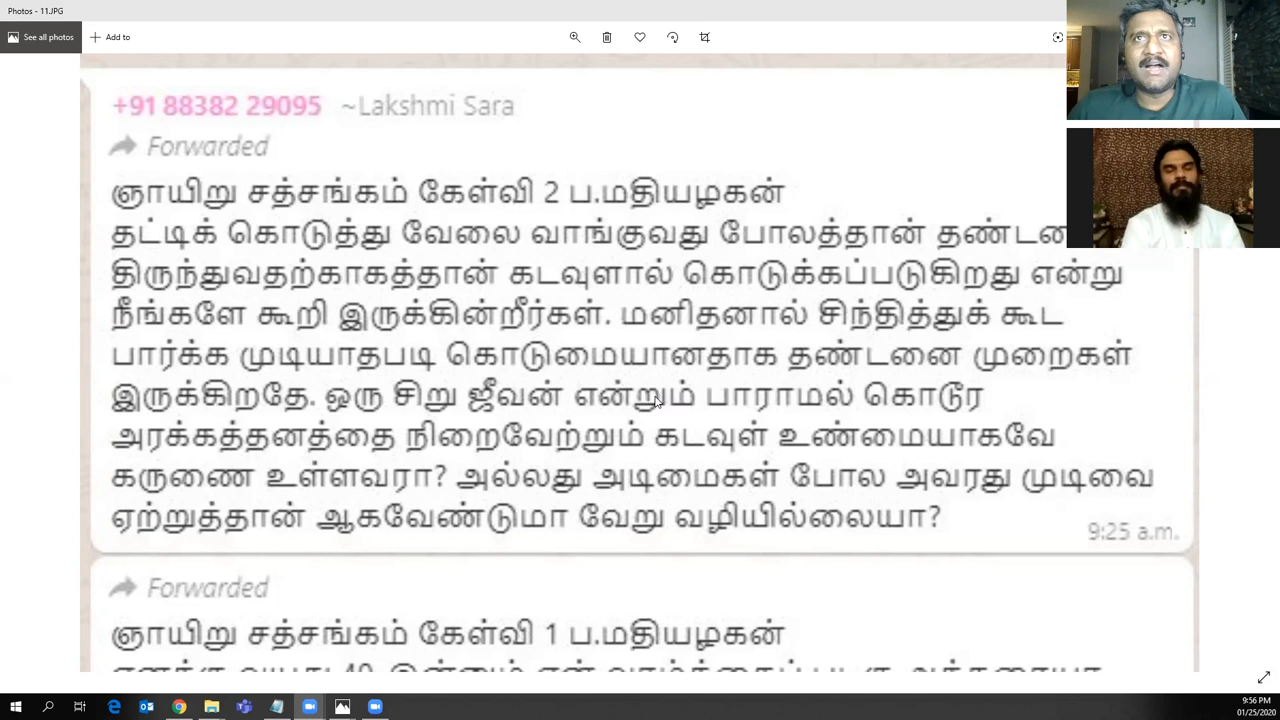 Photos - 11.JPG
See all photos
Add to
+91 88382 29095 ~Lakshmi Sara
Forwarded
ஞாயிறு சத்சங்கம் கேள்வி 2 ப.மதியழகன்
தட்டிக் கொடுத்து வேலை வாங்குவது போலத்தான்
திருந்துவதற்காகத்தான் கடவுளால் கொடுக்கப்படுகிறது என்று
நீங்களே கூறி இருக்கின்றீர்கள். மனிதனால் சிந்தித்துக் கூட
பார்க்க முடியாதபடி கொடுமையானதாக தண்டனை முறைகள்
இருக்கிறதே. ஒரு சிறு ஜீவன் என்றும் பாராமல் கொடூர
அரக்கத்தனத்தை நிறைவேற்றும் கடவுள் உண்மையாகவே
கருணை உள்ளவரா? அல்லது அடிமைகள் போல அவரது முடிவை
ஏற்றுத்தான் ஆகவேண்டுமா வேறு வழியில்லையா?
9:25 a.m.
Forwarded
ஞாயிறு சத்சங்கம் கேள்வி 1 ப.மதியழகன்
9:56 PM
01/25/2020